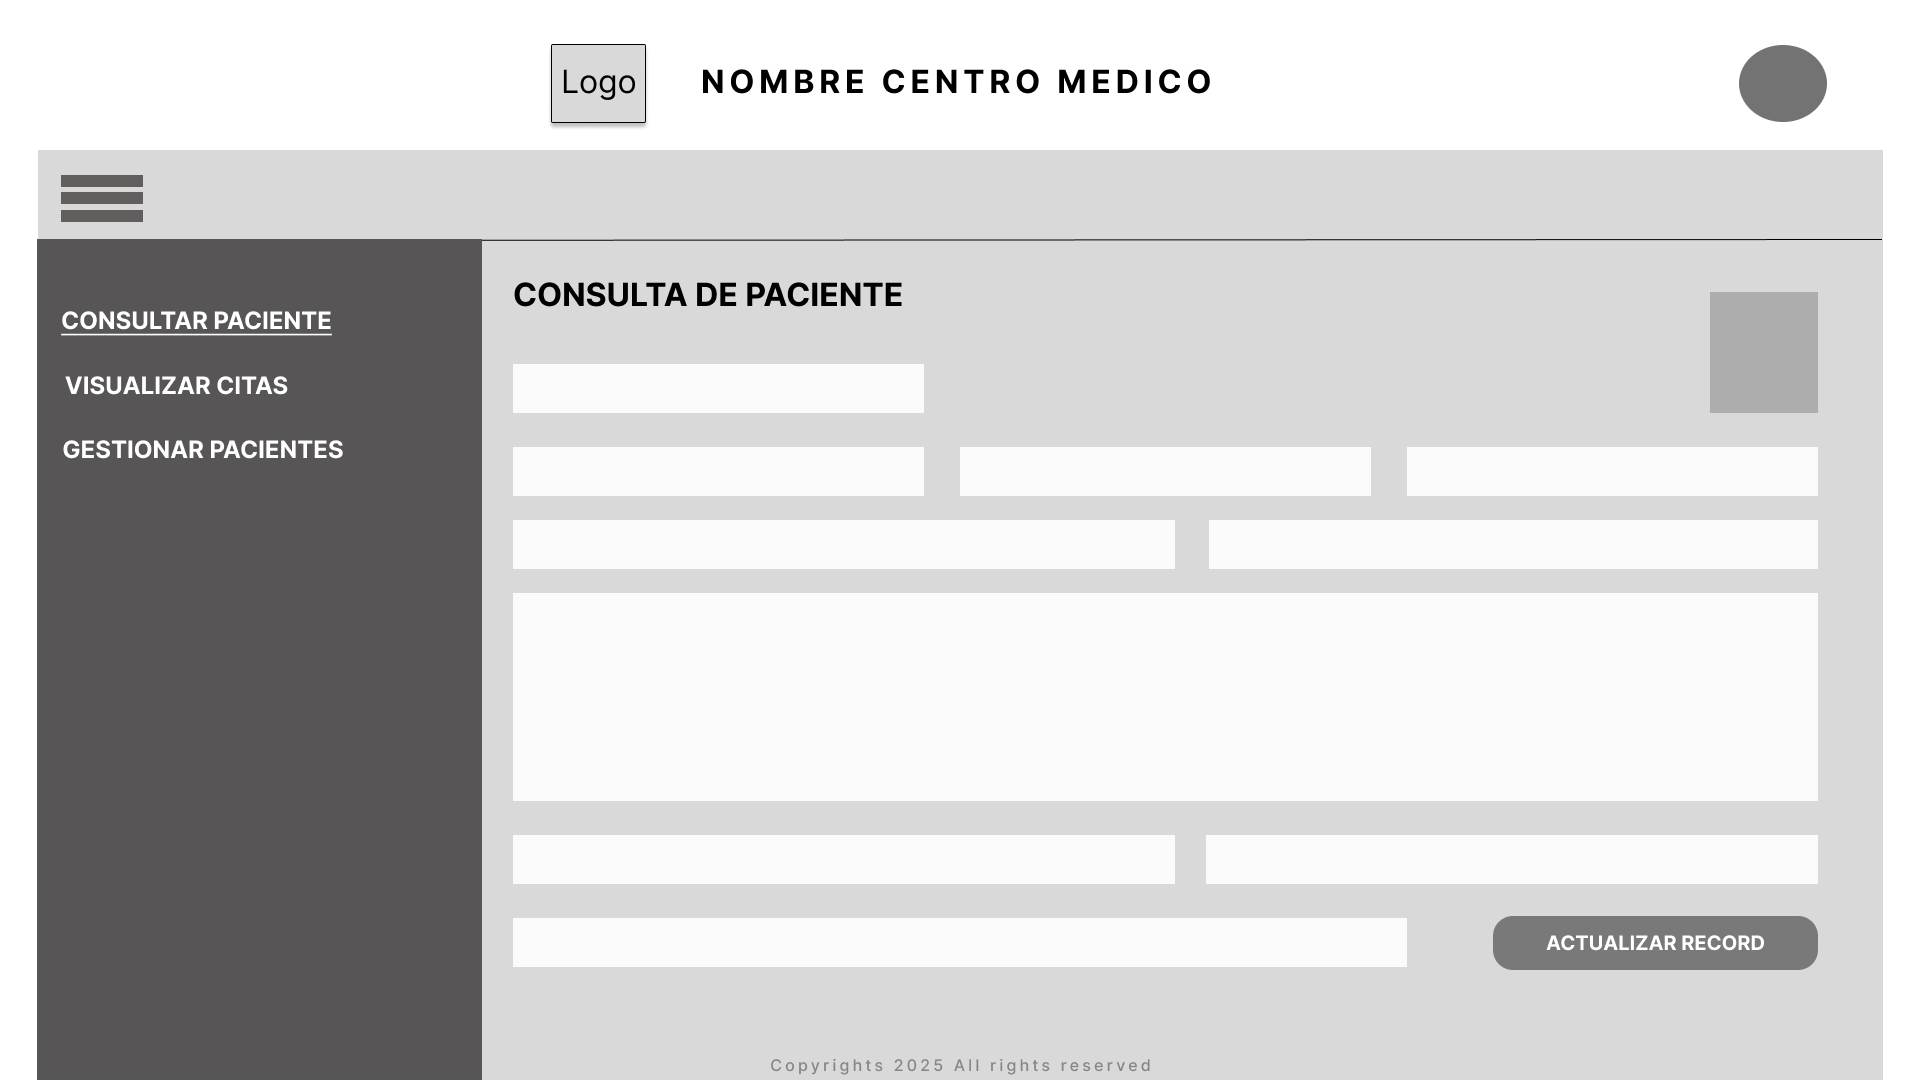 Logo
NOMBRE CENTRO MEDICO
CONSULTAR PACIENTE
VISUALIZAR CITAS
GESTIONAR PACIENTES
CONSULTA DE PACIENTE
ACTUALIZAR RECORD
Copyrights 2025 All rights reserved